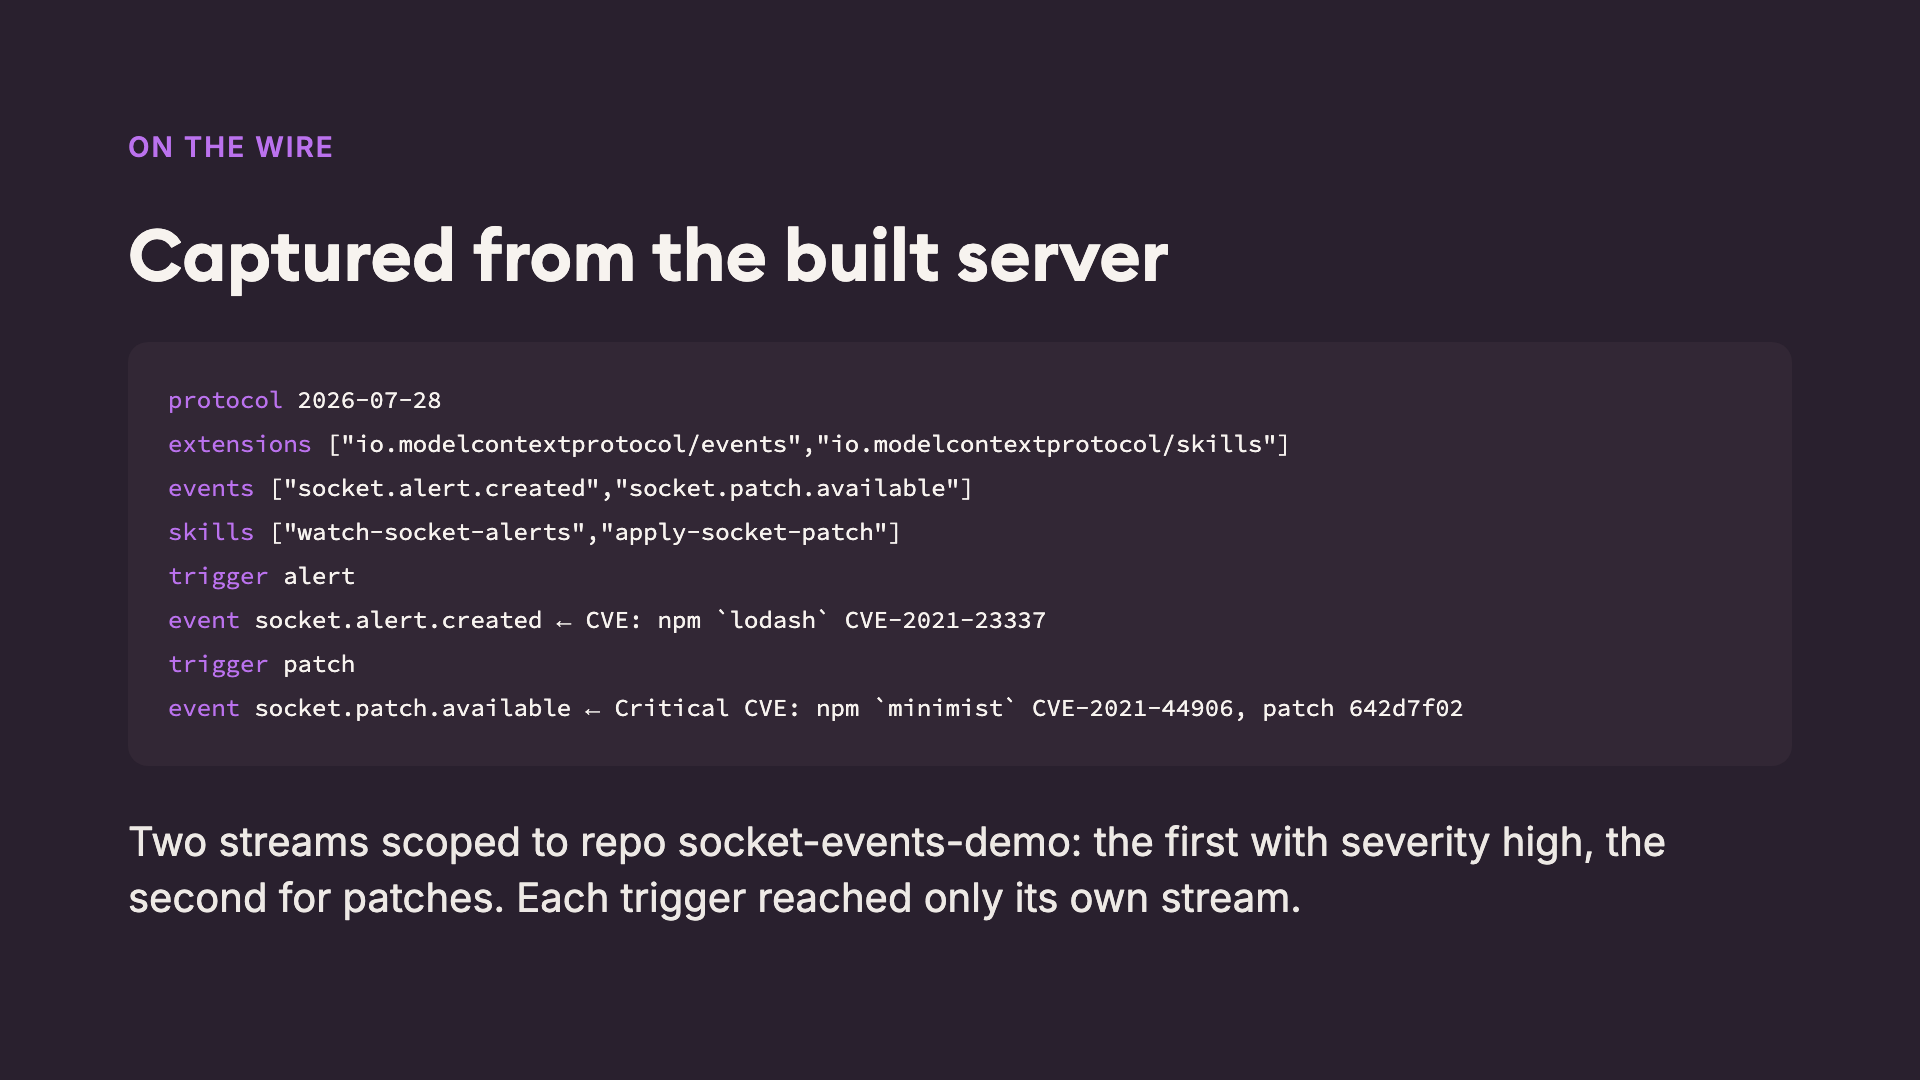 ON THE WIRE
Captured from the built server
protocol 2026-07-28
extensions ["io.modelcontextprotocol/events","io.modelcontextprotocol/skills"]
events ["socket.alert.created","socket.patch.available"]
skills ["watch-socket-alerts","apply-socket-patch"]
trigger alert
event socket.alert.created ← CVE: npm `lodash` CVE-2021-23337
trigger patch
event socket.patch.available ← Critical CVE: npm `minimist` CVE-2021-44906, patch 642d7f02
Two streams scoped to repo socket-events-demo: the first with severity high, the
second for patches. Each trigger reached only its own stream.